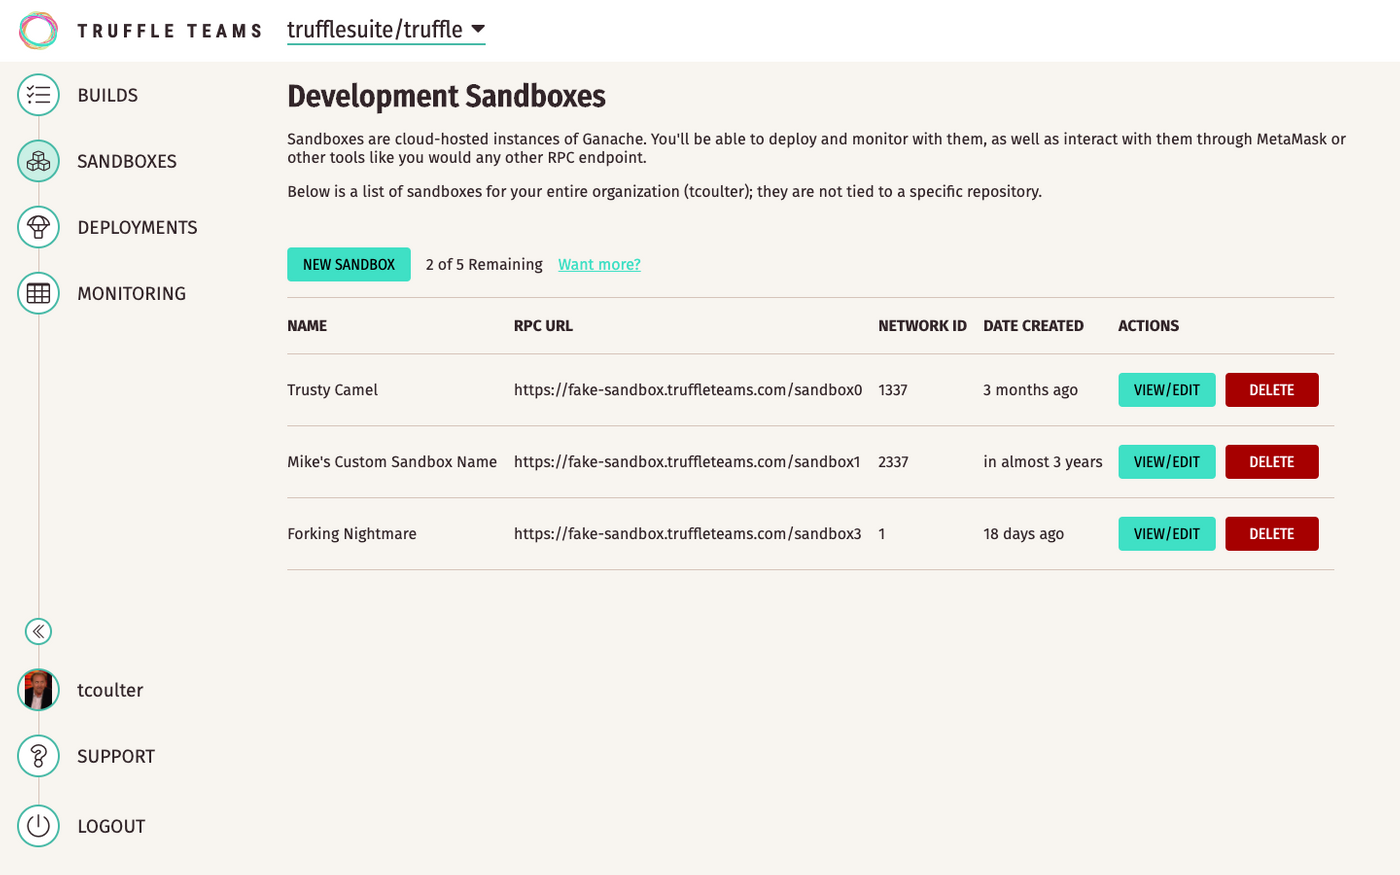 TRUFFLE TEAMS
trufflesuite/truffle
BUILDS
SANDBOXES
DEPLOYMENTS
MONITORING
Development Sandboxes
Sandboxes are cloud-hosted instances of Ganache. You'll be able to deploy and monitor with them, as well as interact with them through MetaMask or
other tools like you would any other RPC endpoint.
Below is a list of sandboxes for your entire organization (tcoulter); they are not tied to a specific repository.
NEW SANDBOX 2 of 5 Remaining Want more?
NAME RPC URL NETWORK ID DATE CREATED ACTIONS
Trusty Camel https://fake-sandbox.truffleteams.com/sandbox0 1337 3 months ago VIEW/EDIT DELETE
Mike's Custom Sandbox Name https://fake-sandbox.truffleteams.com/sandbox1 2337 in almost 3 years VIEW/EDIT DELETE
Forking Nightmare https://fake-sandbox.truffleteams.com/sandbox3 1 18 days ago VIEW/EDIT DELETE
tcoulter
SUPPORT
LOGOUT